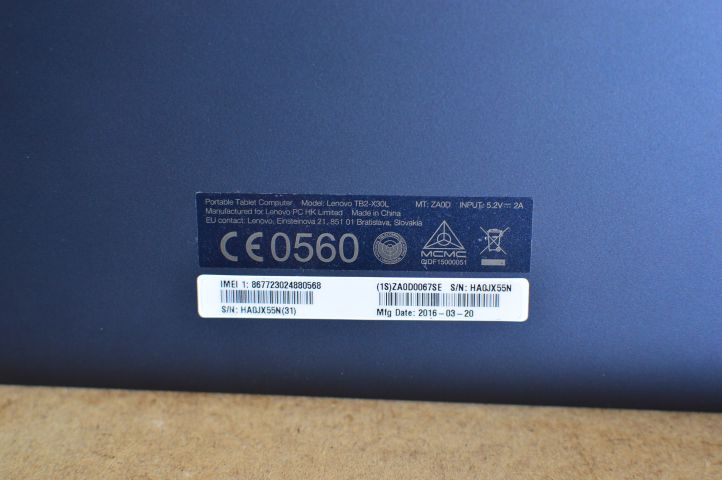 Portable Tablet Computer Model: Lenovo TB2-X30L MT: ZA0D INPUT: 5.2V⎓2A
Manufactured for Lenovo PC HK Limited Made in China
EU contact: Lenovo, Einsteinova 21, 851 01 Bratislava, Slovakia
CE0560
MCMC
CIDF15000051
IMEI 1: 867723024880568
S/N: HA0JX55N(31)
(1S)ZA0D0067SE S/N: HA0JX55N
Mfg Date: 2016-03-20